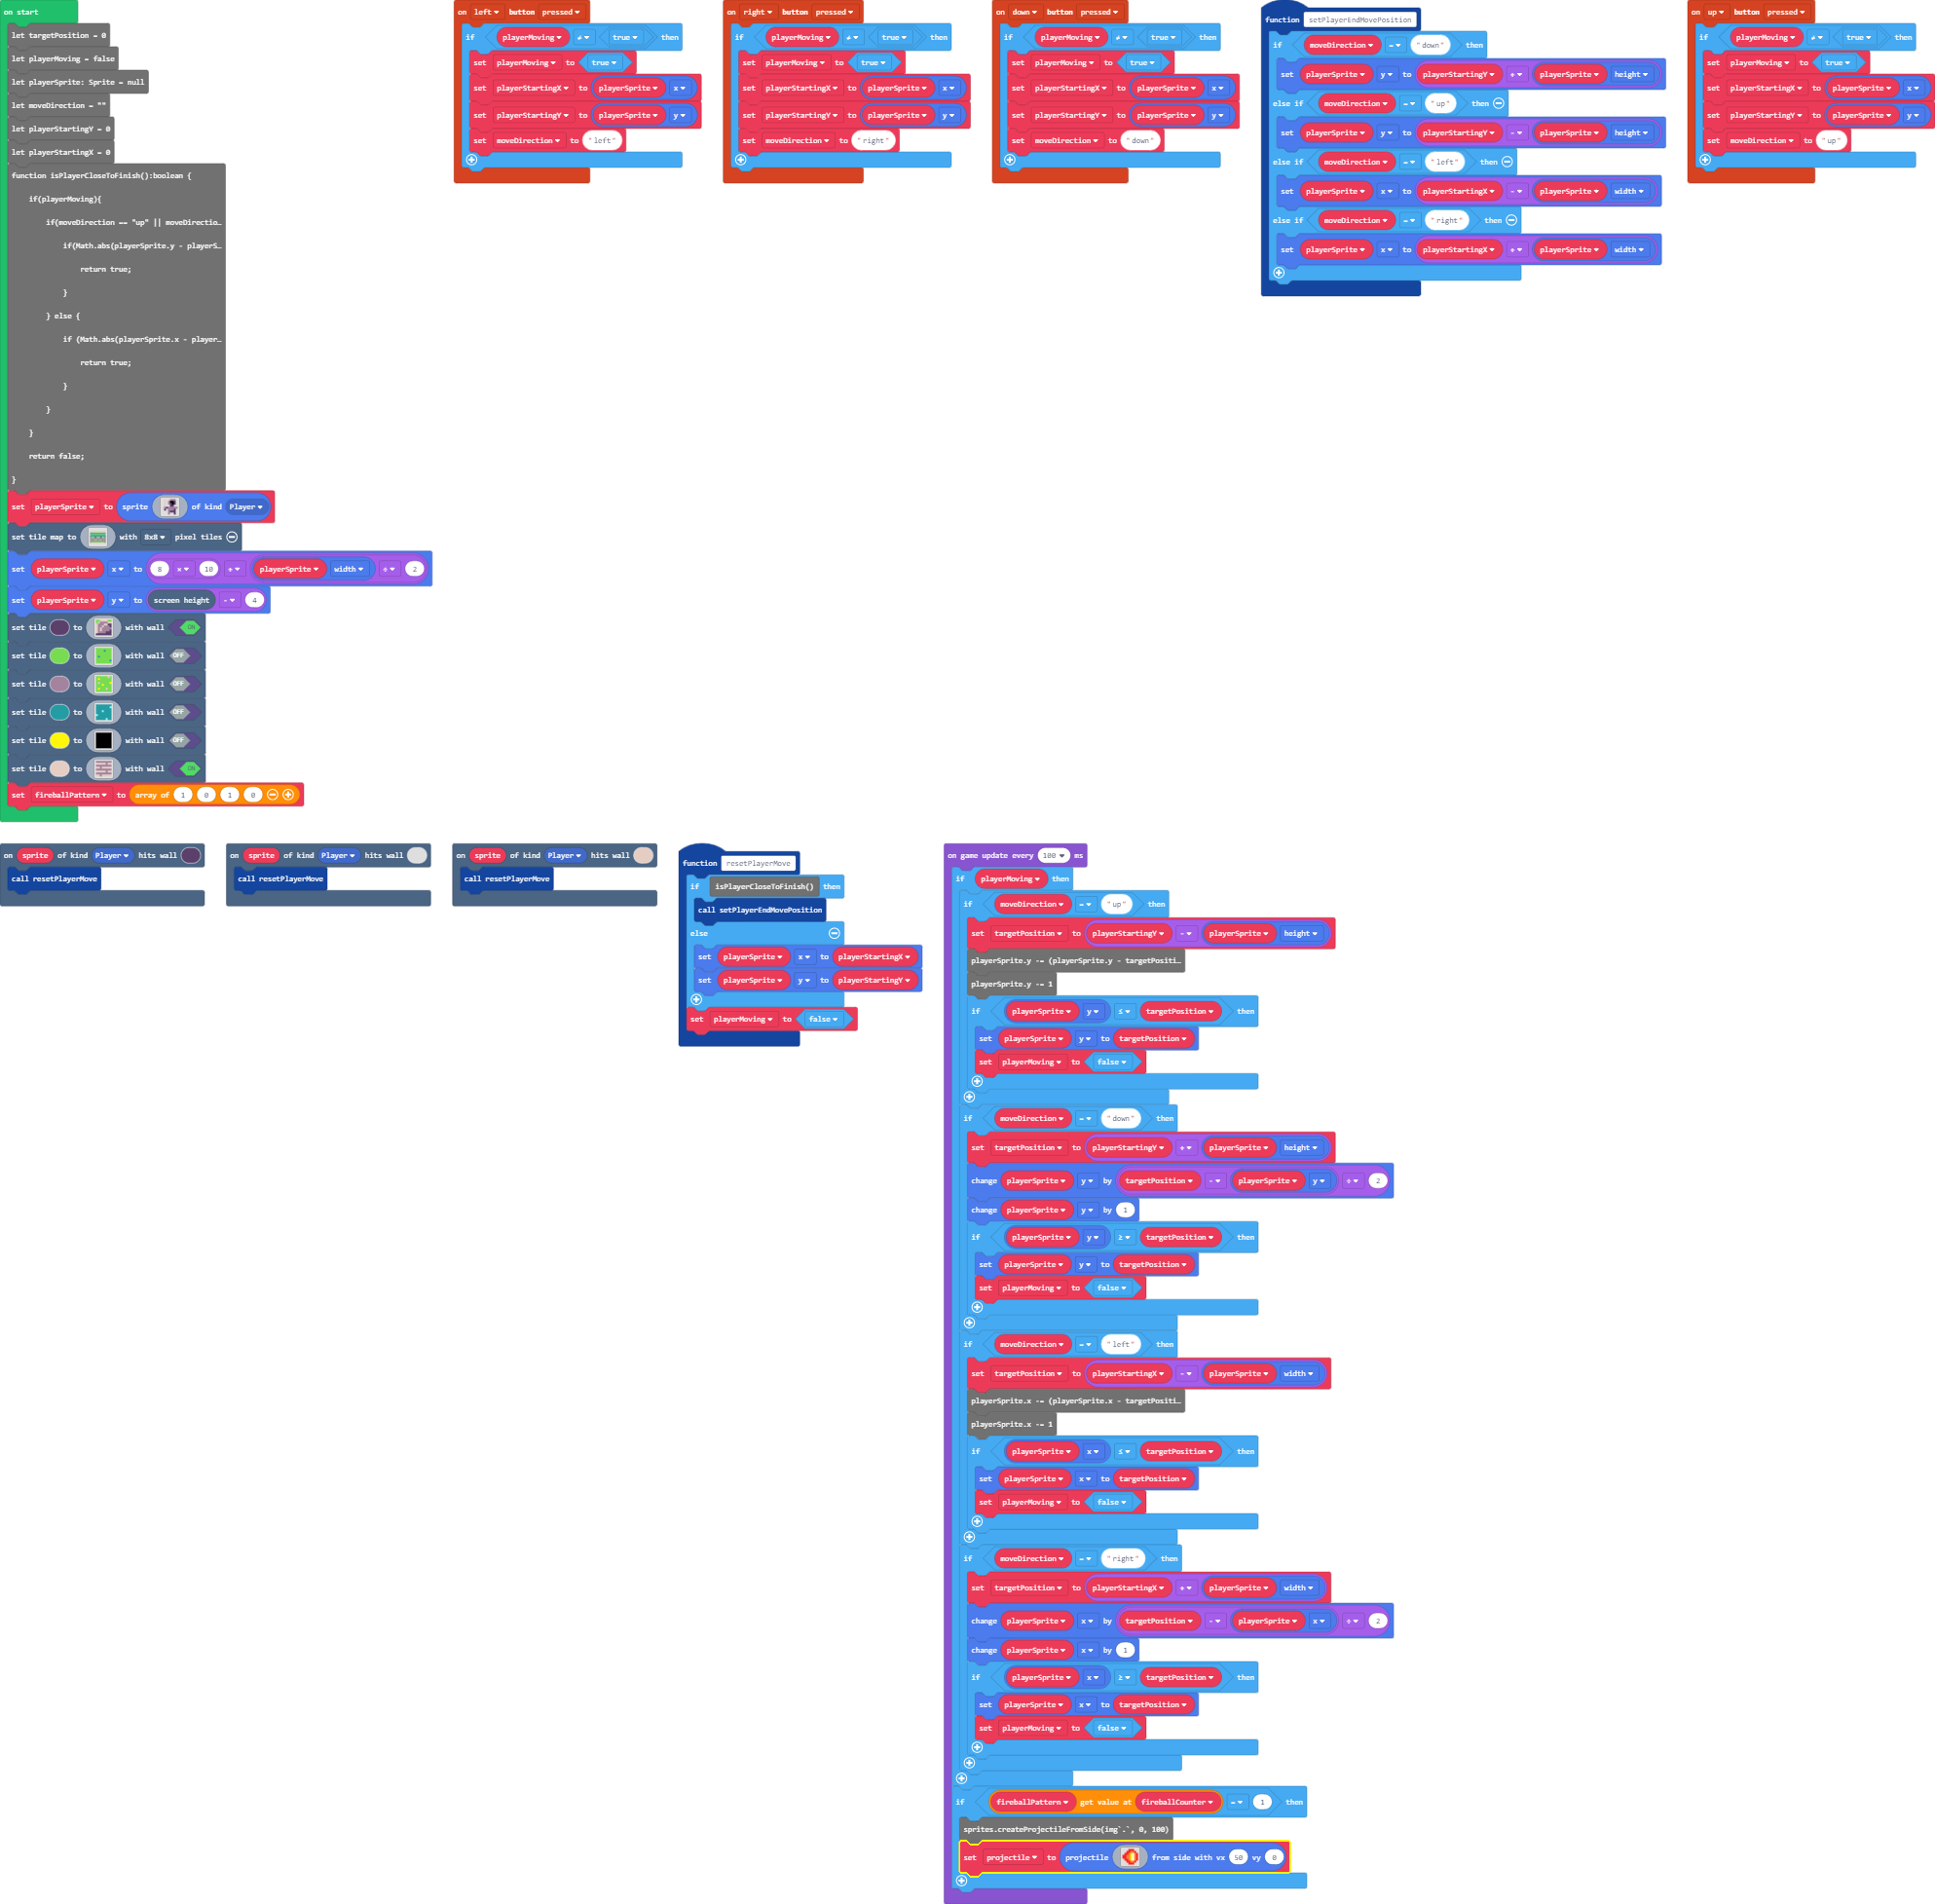 on start
let targetPosition = 0
let playerMoving = false
let playerSprite: Sprite = null
let moveDirection = ""
let playerStartingY = 0
let playerStartingX = 0
function isPlayerCloseToFinish():boolean {
if(playerMoving){
if(moveDirection == "up" || moveDirectio…
if(Math.abs(playerSprite.y - playerS…
return true;
}
} else {
if (Math.abs(playerSprite.x - player…
return true;
}
}
}
return false;
}
set playerSprite to sprite of kind Player
set tile map to with 8x8 pixel tiles
set playerSprite x to 8 × 10 + playerSprite width ÷ 2
set playerSprite y to screen height - 4
set tile to with wall ON
set tile to with wall OFF
set tile to with wall OFF
set tile to with wall OFF
set tile to with wall OFF
set tile to with wall ON
set fireballPattern to array of 1 0 1 0
on left button pressed
if playerMoving ≠ true then
set playerMoving to true
set playerStartingX to playerSprite x
set playerStartingY to playerSprite y
set moveDirection to "left"
on right button pressed
if playerMoving ≠ true then
set playerMoving to true
set playerStartingX to playerSprite x
set playerStartingY to playerSprite y
set moveDirection to "right"
on down button pressed
if playerMoving ≠ true then
set playerMoving to true
set playerStartingX to playerSprite x
set playerStartingY to playerSprite y
set moveDirection to "down"
function setPlayerEndMovePosition
if moveDirection = "down" then
set playerSprite y to playerStartingY + playerSprite height
else if moveDirection = "up" then
set playerSprite y to playerStartingY - playerSprite height
else if moveDirection = "left" then
set playerSprite x to playerStartingX - playerSprite width
else if moveDirection = "right" then
set playerSprite x to playerStartingX + playerSprite width
on up button pressed
if playerMoving ≠ true then
set playerMoving to true
set playerStartingX to playerSprite x
set playerStartingY to playerSprite y
set moveDirection to "up"
on sprite of kind Player hits wall
call resetPlayerMove
on sprite of kind Player hits wall
call resetPlayerMove
on sprite of kind Player hits wall
call resetPlayerMove
function resetPlayerMove
if isPlayerCloseToFinish() then
call setPlayerEndMovePosition
else
set playerSprite x to playerStartingX
set playerSprite y to playerStartingY
set playerMoving to false
on game update every 100 ms
if playerMoving then
if moveDirection = "up" then
set targetPosition to playerStartingY - playerSprite height
playerSprite.y -= (playerSprite.y - targetPositi…
playerSprite.y -= 1
if playerSprite y ≤ targetPosition then
set playerSprite y to targetPosition
set playerMoving to false
if moveDirection = "down" then
set targetPosition to playerStartingY + playerSprite height
change playerSprite y by targetPosition - playerSprite y ÷ 2
change playerSprite y by 1
if playerSprite y ≥ targetPosition then
set playerSprite y to targetPosition
set playerMoving to false
if moveDirection = "left" then
set targetPosition to playerStartingX - playerSprite width
playerSprite.x -= (playerSprite.x - targetPositi…
playerSprite.x -= 1
if playerSprite x ≤ targetPosition then
set playerSprite x to targetPosition
set playerMoving to false
if moveDirection = "right" then
set targetPosition to playerStartingX + playerSprite width
change playerSprite x by targetPosition - playerSprite x ÷ 2
change playerSprite x by 1
if playerSprite x ≥ targetPosition then
set playerSprite x to targetPosition
set playerMoving to false
if fireballPattern get value at fireballCounter = 1 then
sprites.createProjectileFromSide(img`.`, 0, 100)
set projectile to projectile from side with vx 50 vy 0